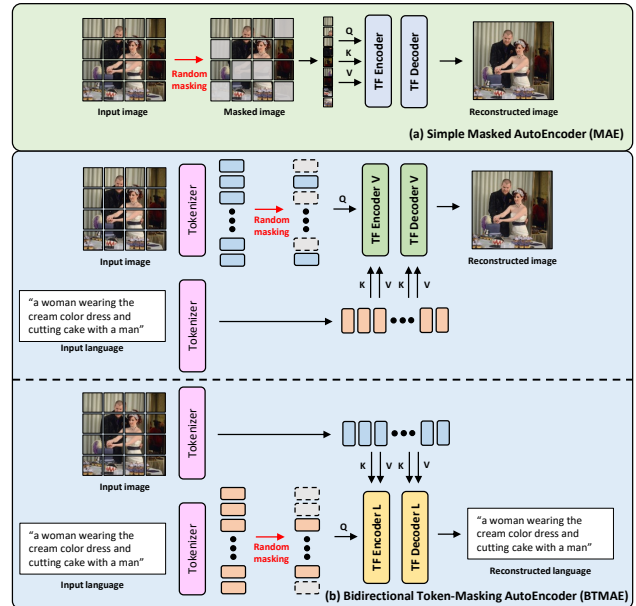 Input image
Random
masking
Masked image
Q
K
V
TF Encoder
TF Decoder
Reconstructed image
(a) Simple Masked AutoEncoder (MAE)
Input image
Tokenizer
Random
masking
Q
TF Encoder V
TF Decoder V
Reconstructed image
K
V
K
V
“a woman wearing the
cream color dress and
cutting cake with a man”
Input language
Tokenizer
Input image
Tokenizer
K
V
K
V
“a woman wearing the
cream color dress and
cutting cake with a man”
Input language
Tokenizer
Random
masking
Q
TF Encoder L
TF Decoder L
“a woman wearing the
cream color dress and
cutting cake with a man”
Reconstructed language
(b) Bidirectional Token-Masking AutoEncoder (BTMAE)